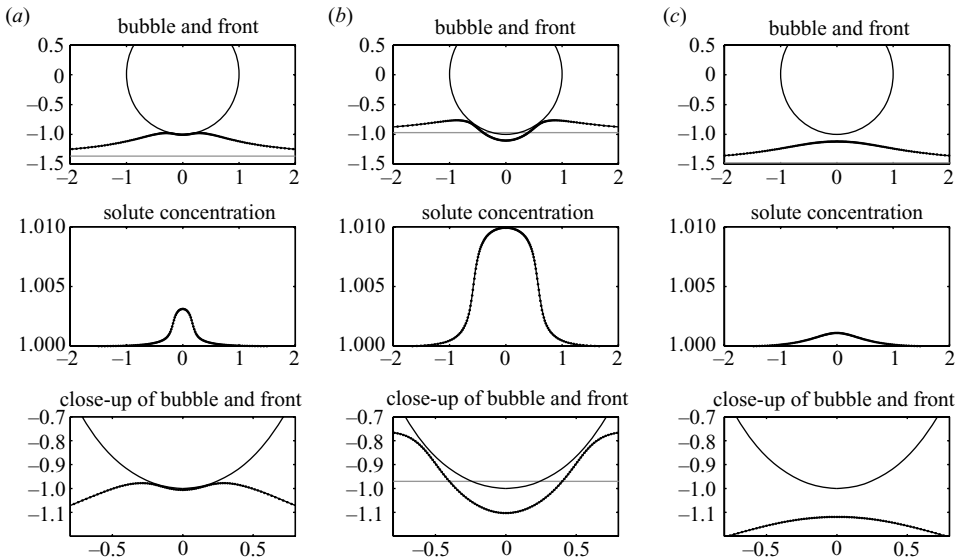 (a) (b) (c)
bubble and front bubble and front bubble and front
0.5 0.5 0.5
0 0 0
–0.5 –0.5 –0.5
–1.0 –1.0 –1.0
–1.5 –1.5 –1.5
–2 –1 0 1 2 –2 –1 0 1 2 –2 –1 0 1 2
solute concentration solute concentration solute concentration
1.010 1.010 1.010
1.005 1.005 1.005
1.000 1.000 1.000
–2 –1 0 1 2 –2 –1 0 1 2 –2 –1 0 1 2
close-up of bubble and front close-up of bubble and front close-up of bubble and front
–0.7 –0.7 –0.7
–0.8 –0.8 –0.8
–0.9 –0.9 –0.9
–1.0 –1.0 –1.0
–1.1 –1.1 –1.1
–0.5 0 0.5 –0.5 0 0.5 –0.5 0 0.5